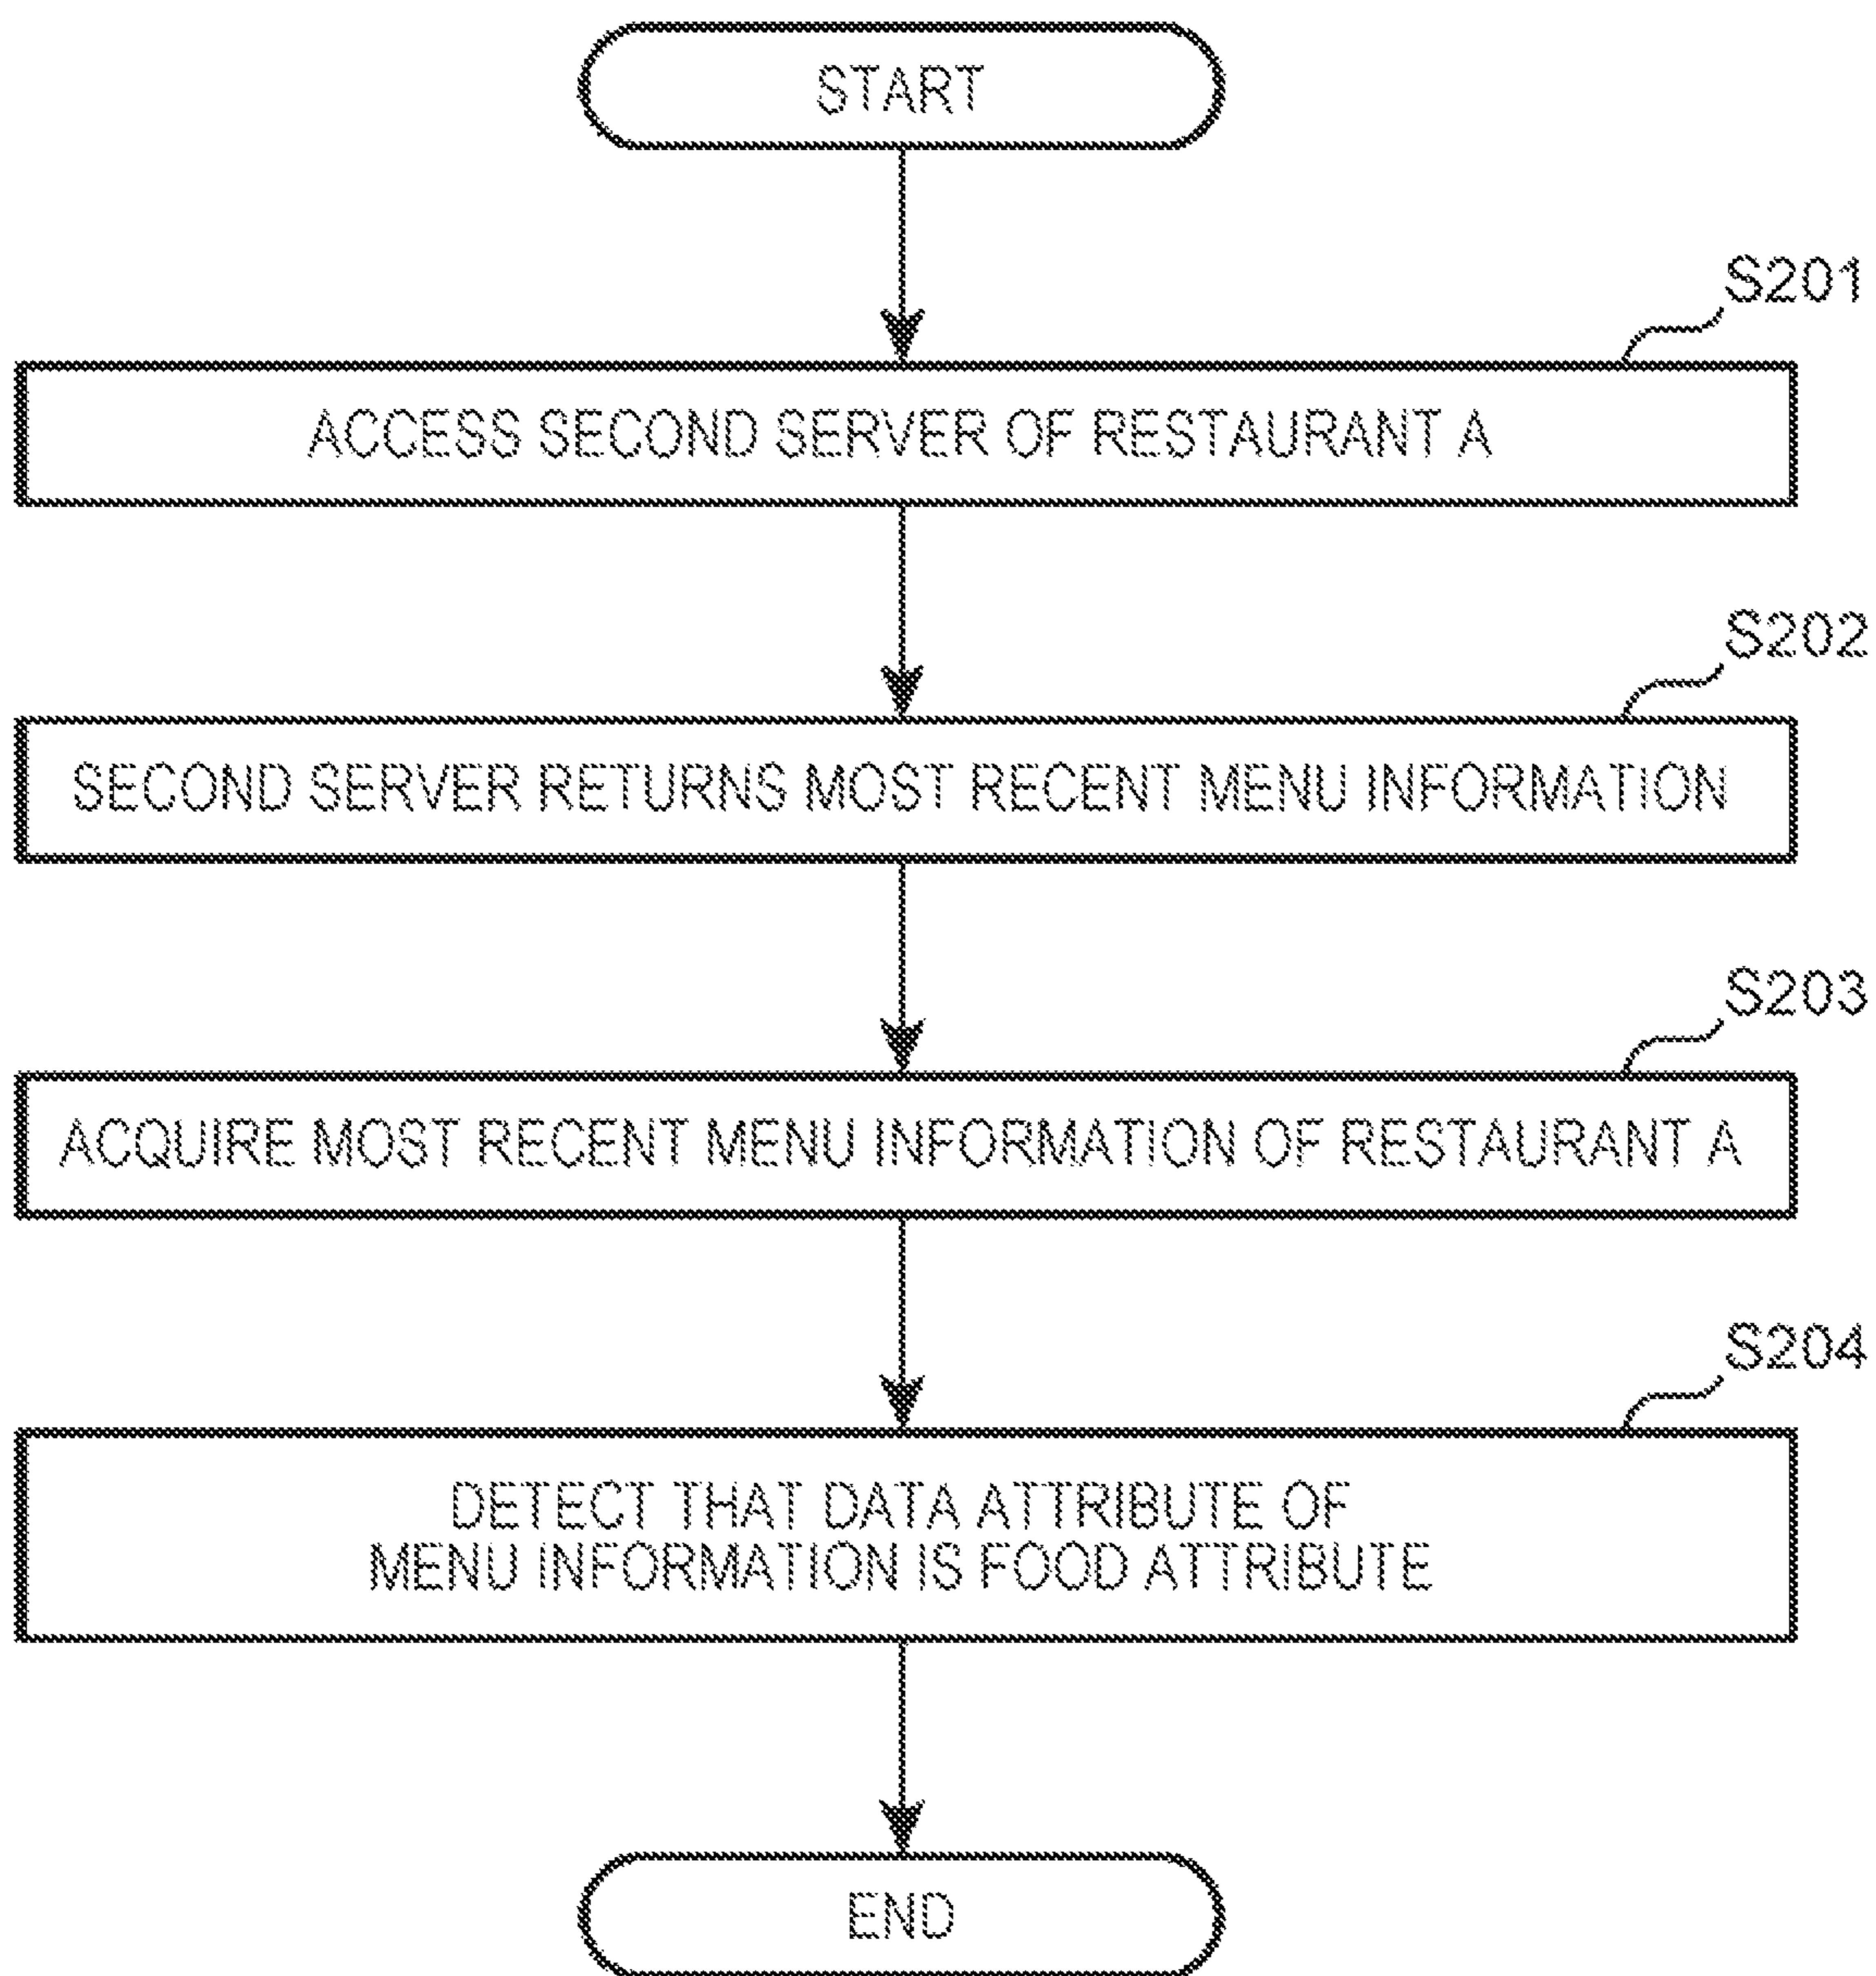 START
S201
ACCESS SECOND SERVER OF RESTAURANT A
S202
SECOND SERVER RETURNS MOST RECENT MENU INFORMATION
S203
ACQUIRE MOST RECENT MENU INFORMATION OF RESTAURANT A
S204
DETECT THAT DATA ATTRIBUTE OF
MENU INFORMATION IS FOOD ATTRIBUTE
END